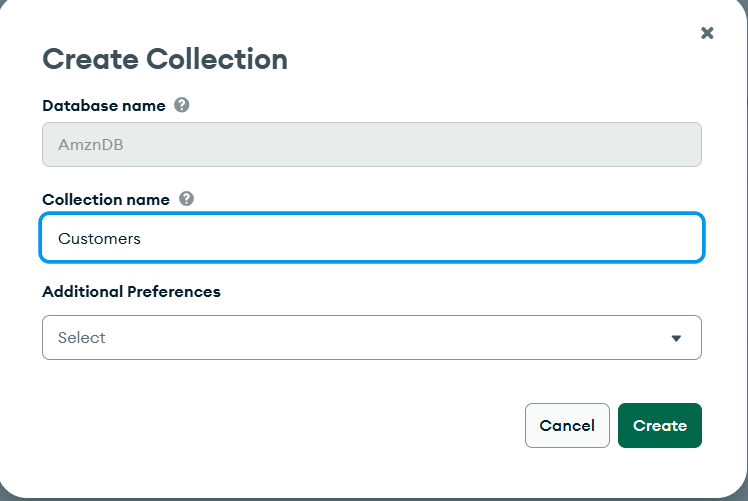 Create Collection
Database name
AmznDB
Collection name
Customers
Additional Preferences
Select
Cancel Create